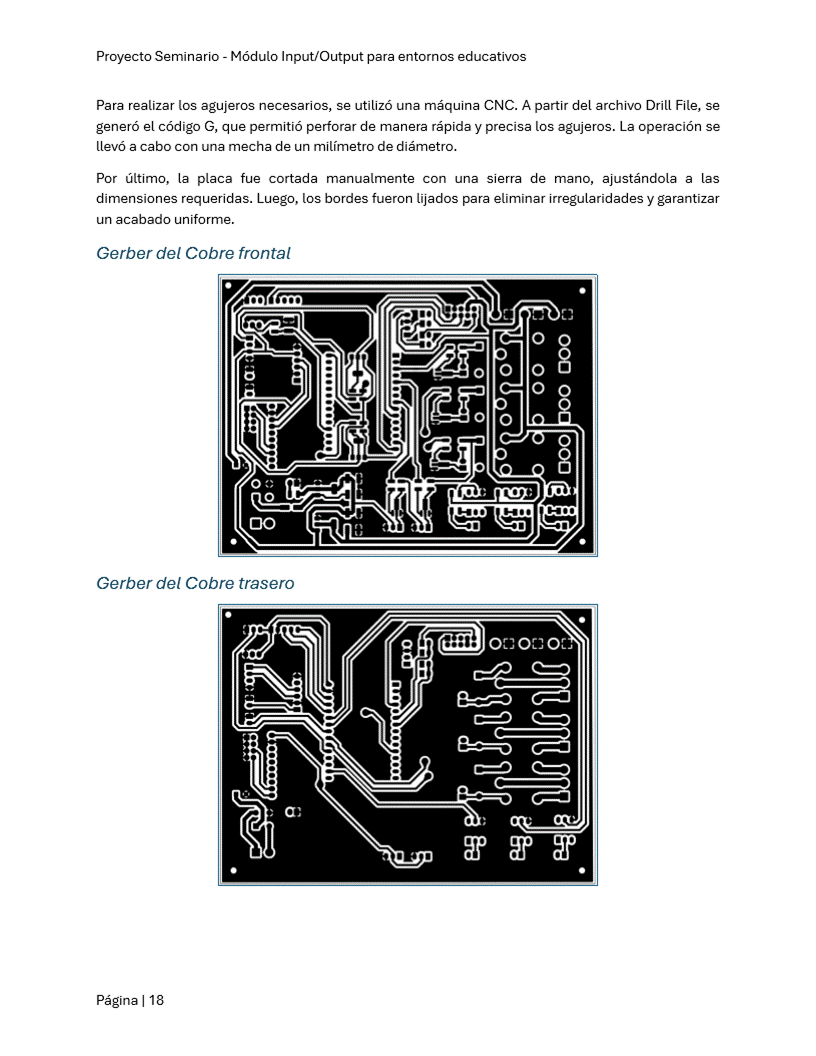 Proyecto Seminario - Módulo Input/Output para entornos educativos
Para realizar los agujeros necesarios, se utilizó una máquina CNC. A partir del archivo Drill File, se
generó el código G, que permitió perforar de manera rápida y precisa los agujeros. La operación se
llevó a cabo con una mecha de un milímetro de diámetro.
Por último, la placa fue cortada manualmente con una sierra de mano, ajustándola a las
dimensiones requeridas. Luego, los bordes fueron lijados para eliminar irregularidades y garantizar
un acabado uniforme.
Gerber del Cobre frontal
Gerber del Cobre trasero
Página | 18